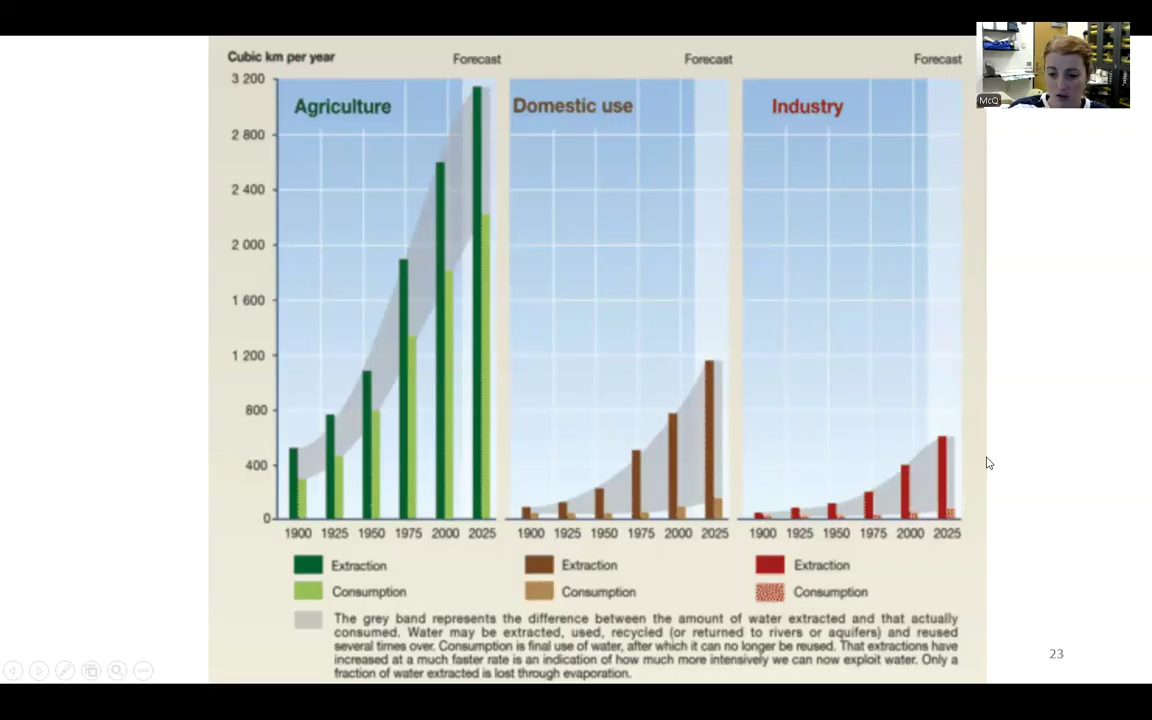 Cubic km per year
Forecast
Forecast
Forecast
3 200
2 800
2 400
2 000
1 600
1 200
800
400
0
Agriculture
Domestic use
Industry
1900 1925 1950 1975 2000 2025
1900 1925 1950 1975 2000 2025
1900 1925 1950 1975 2000 2025
Extraction
Consumption
Extraction
Consumption
Extraction
Consumption
The grey band represents the difference between the amount of water extracted and that actually
consumed. Water may be extracted, used, recycled (or returned to rivers or aquifers) and reused
several times over. Consumption is final use of water, after which it can no longer be reused. That extractions have
increased at a much faster rate is an indication of how much more intensively we can now exploit water. Only a
fraction of water extracted is lost through evaporation.
23
McQ